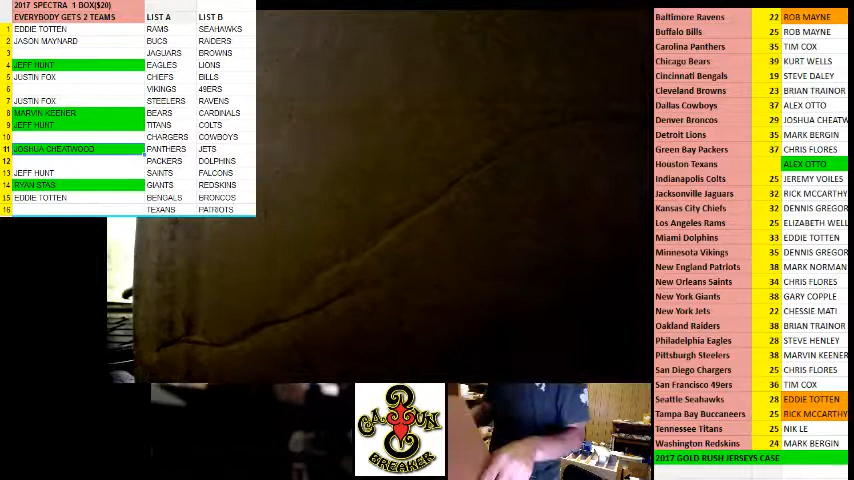 2017 SPECTRA 1 BOX($20)
EVERYBODY GETS 2 TEAMS LIST A LIST B
1 EDDIE TOTTEN RAMS SEAHAWKS
2 JASON MAYNARD BUCS RAIDERS
3 JAGUARS BROWNS
4 JEFF HUNT EAGLES LIONS
5 JUSTIN FOX CHIEFS BILLS
6 VIKINGS 49ERS
7 JUSTIN FOX STEELERS RAVENS
8 MARVIN KEENER BEARS CARDINALS
9 JEFF HUNT TITANS COLTS
10 CHARGERS COWBOYS
11 JOSHUA CHEATWOOD PANTHERS JETS
12 PACKERS DOLPHINS
13 JEFF HUNT SAINTS FALCONS
14 RYAN STAS GIANTS REDSKINS
15 EDDIE TOTTEN BENGALS BRONCOS
16 TEXANS PATRIOTS
CAJUN
BREAKER
Baltimore Ravens 22 ROB MAYNE
Buffalo Bills 25 ROB MAYNE
Carolina Panthers 35 TIM COX
Chicago Bears 39 KURT WELLS
Cincinnati Bengals 19 STEVE DALEY
Cleveland Browns 23 BRIAN TRAINOR
Dallas Cowboys 37 ALEX OTTO
Denver Broncos 29 JOSHUA CHEATW
Detroit Lions 35 MARK BERGIN
Green Bay Packers 37 CHRIS FLORES
Houston Texans ALEX OTTO
Indianapolis Colts 25 JEREMY VOILES
Jacksonville Jaguars 32 RICK MCCARTHY
Kansas City Chiefs 32 DENNIS GREGOR
Los Angeles Rams 25 ELIZABETH WELL
Miami Dolphins 33 EDDIE TOTTEN
Minnesota Vikings 35 DENNIS GREGOR
New England Patriots 38 MARK NORMAN
New Orleans Saints 34 CHRIS FLORES
New York Giants 38 GARY COPPLE
New York Jets 22 CHESSIE MATI
Oakland Raiders 38 BRIAN TRAINOR
Philadelphia Eagles 28 STEVE HENLEY
Pittsburgh Steelers 38 MARVIN KEENER
San Diego Chargers 25 CHRIS FLORES
San Francisco 49ers 36 TIM COX
Seattle Seahawks 28 EDDIE TOTTEN
Tampa Bay Buccaneers 25 RICK MCCARTHY
Tennessee Titans 25 NIK LE
Washington Redskins 24 MARK BERGIN
2017 GOLD RUSH JERSEYS CASE